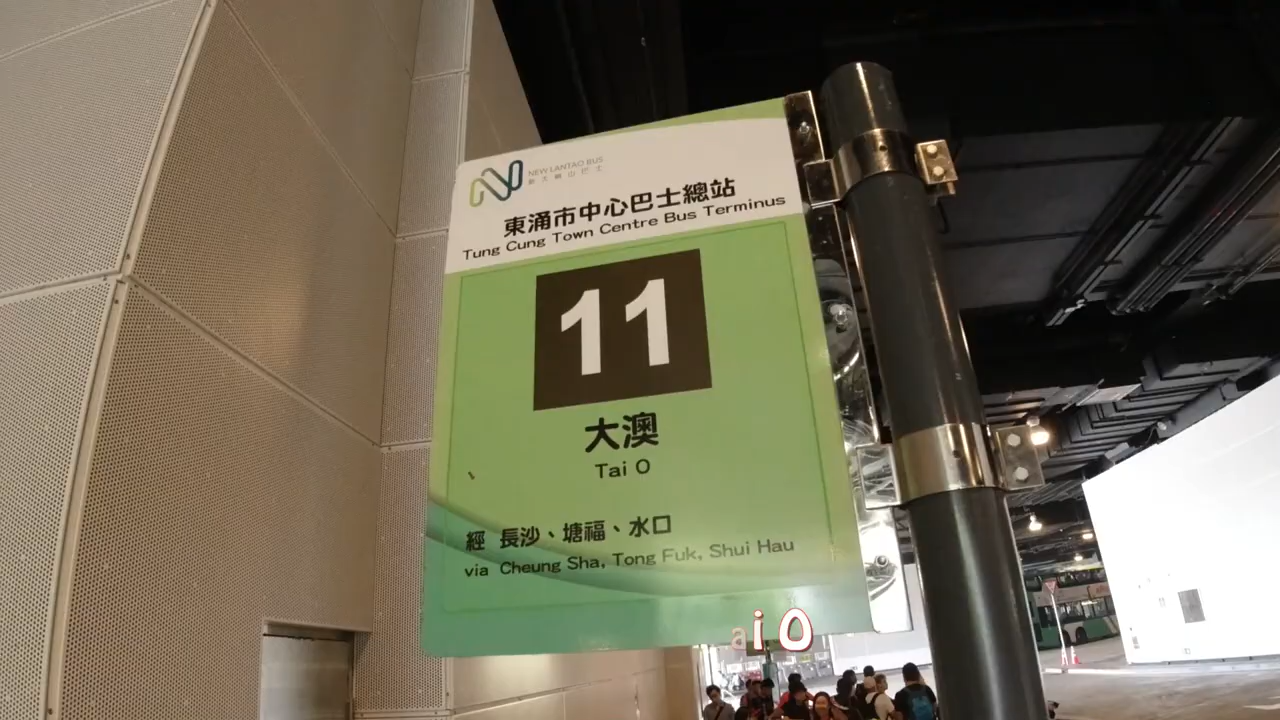 NEW LANTAO BUS
新大嶼山巴士
東涌市中心巴士總站
Tung Cung Town Centre Bus Terminus
11
大澳
Tai O
經 長沙、塘福、水口
via Cheung Sha, Tong Fuk, Shui Hau
ai O